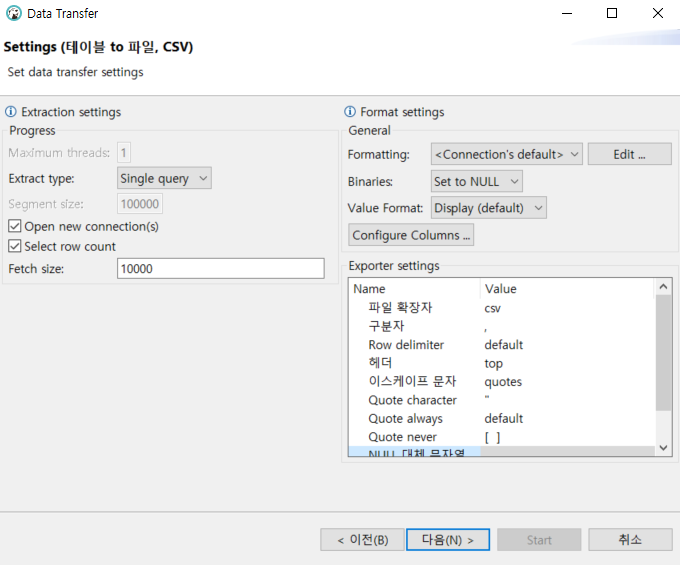 Data Transfer
Settings (테이블 to 파일, CSV)
Set data transfer settings
Extraction settings
Progress
Maximum threads: 1
Extract type: Single query
Segment size: 100000
Open new connection(s)
Select row count
Fetch size: 10000
Format settings
General
Formatting: <Connection's default> Edit ...
Binaries: Set to NULL
Value Format: Display (default)
Configure Columns ...
Exporter settings
Name Value
파일 확장자 csv
구분자 ,
Row delimiter default
헤더 top
이스케이프 문자 quotes
Quote character "
Quote always default
Quote never [ ]
NULL 대체 문자열
< 이전(B) 다음(N) > Start 취소